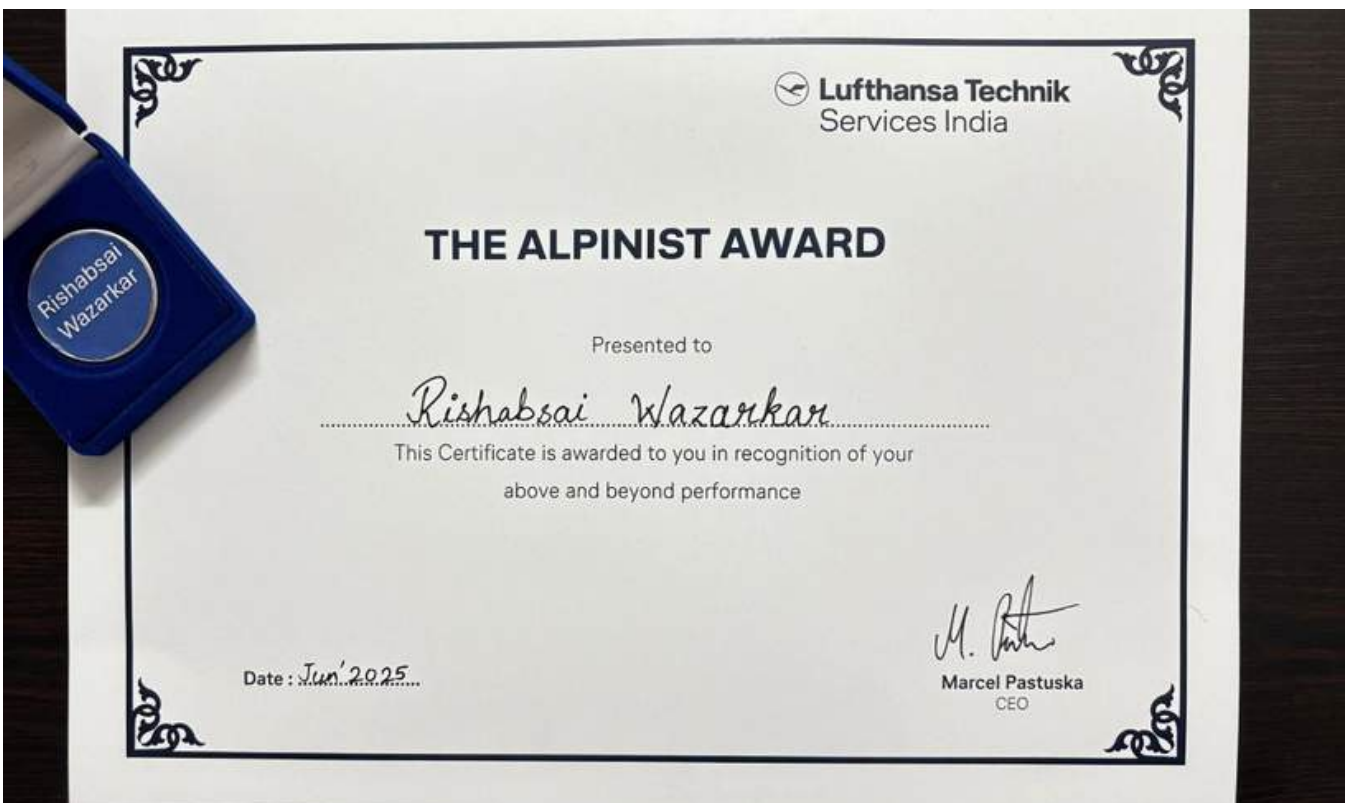 Lufthansa Technik
Services India
THE ALPINIST AWARD
Rishabsai
Wazarkar
Presented to
Rishabsai Wazarkar
This Certificate is awarded to you in recognition of your
above and beyond performance
Date : Jun'2025
Marcel Pastuska
CEO